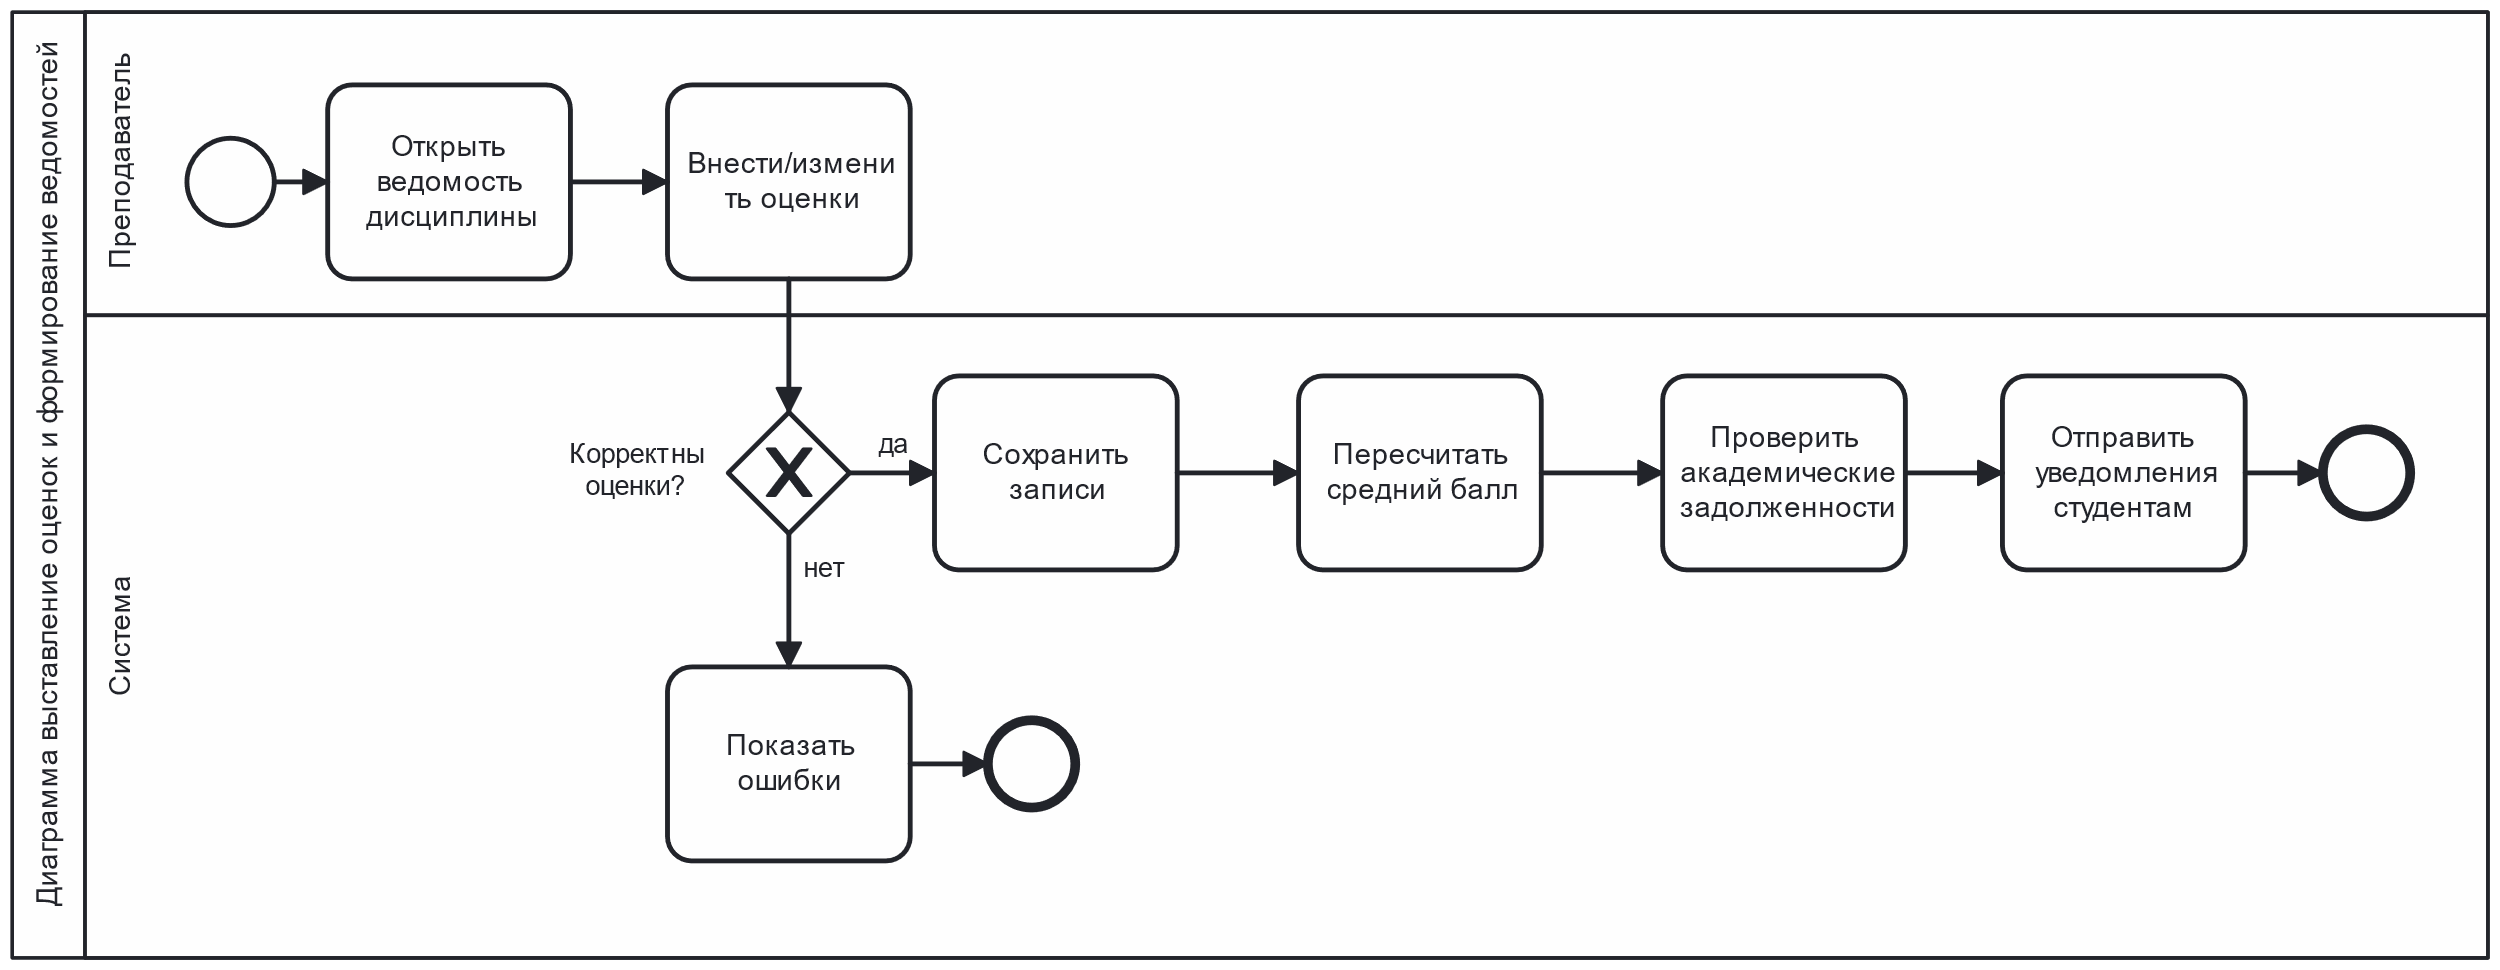 Диаграмма выставление оценок и формирование ведомостей
Преподаватель
Открыть
ведомость
дисциплины
Внести/измени
ть оценки
Система
Корректны
оценки?
да
нет
Сохранить
записи
Пересчитать
средний балл
Проверить
академические
задолженности
Отправить
уведомления
студентам
Показать
ошибки